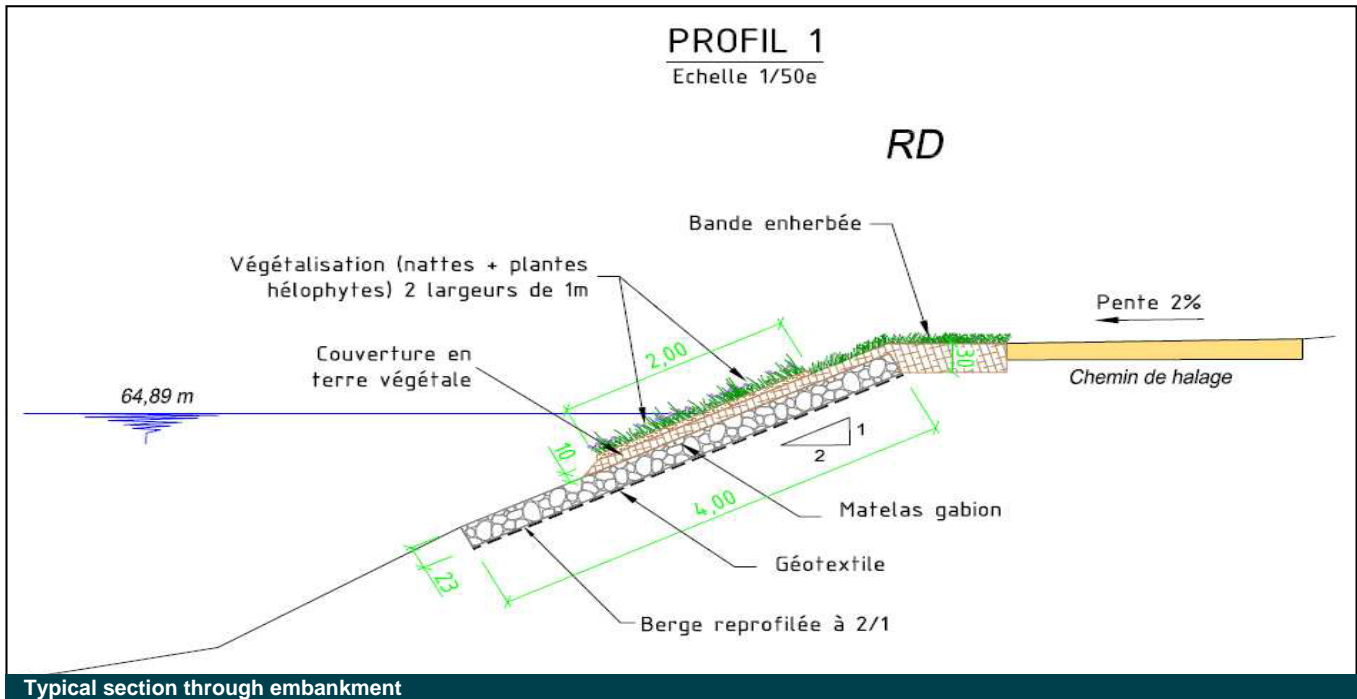 PROFIL 1
Echelle 1/50e
RD
Bande enherbée
Végétalisation (nattes + plantes
hélophytes) 2 largeurs de 1m
Pente 2%
Couverture en
terre végétale
2,00
30
Chemin de halage
64,89 m
10
1
2
4,00
Matelas gabion
Géotextile
23
Berge reprofilée à 2/1
Typical section through embankment